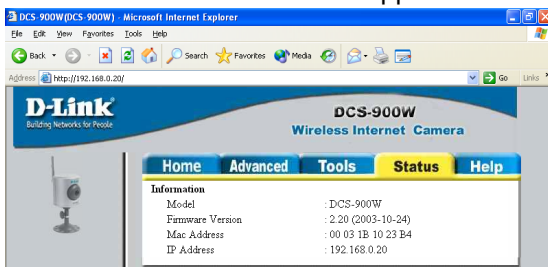 DCS-900W(DCS-900W) - Microsoft Internet Explorer
File Edit View Favorites Tools Help
Back Search Favorites Media
Address http://192.168.0.20/ Go Links
D-Link
Building Networks for People
DCS-900W
Wireless Internet Camera
Home Advanced Tools Status Help
Information
Model : DCS-900W
Firmware Version : 2.20 (2003-10-24)
Mac Address : 00 03 1B 10 23 B4
IP Address : 192.168.0.20